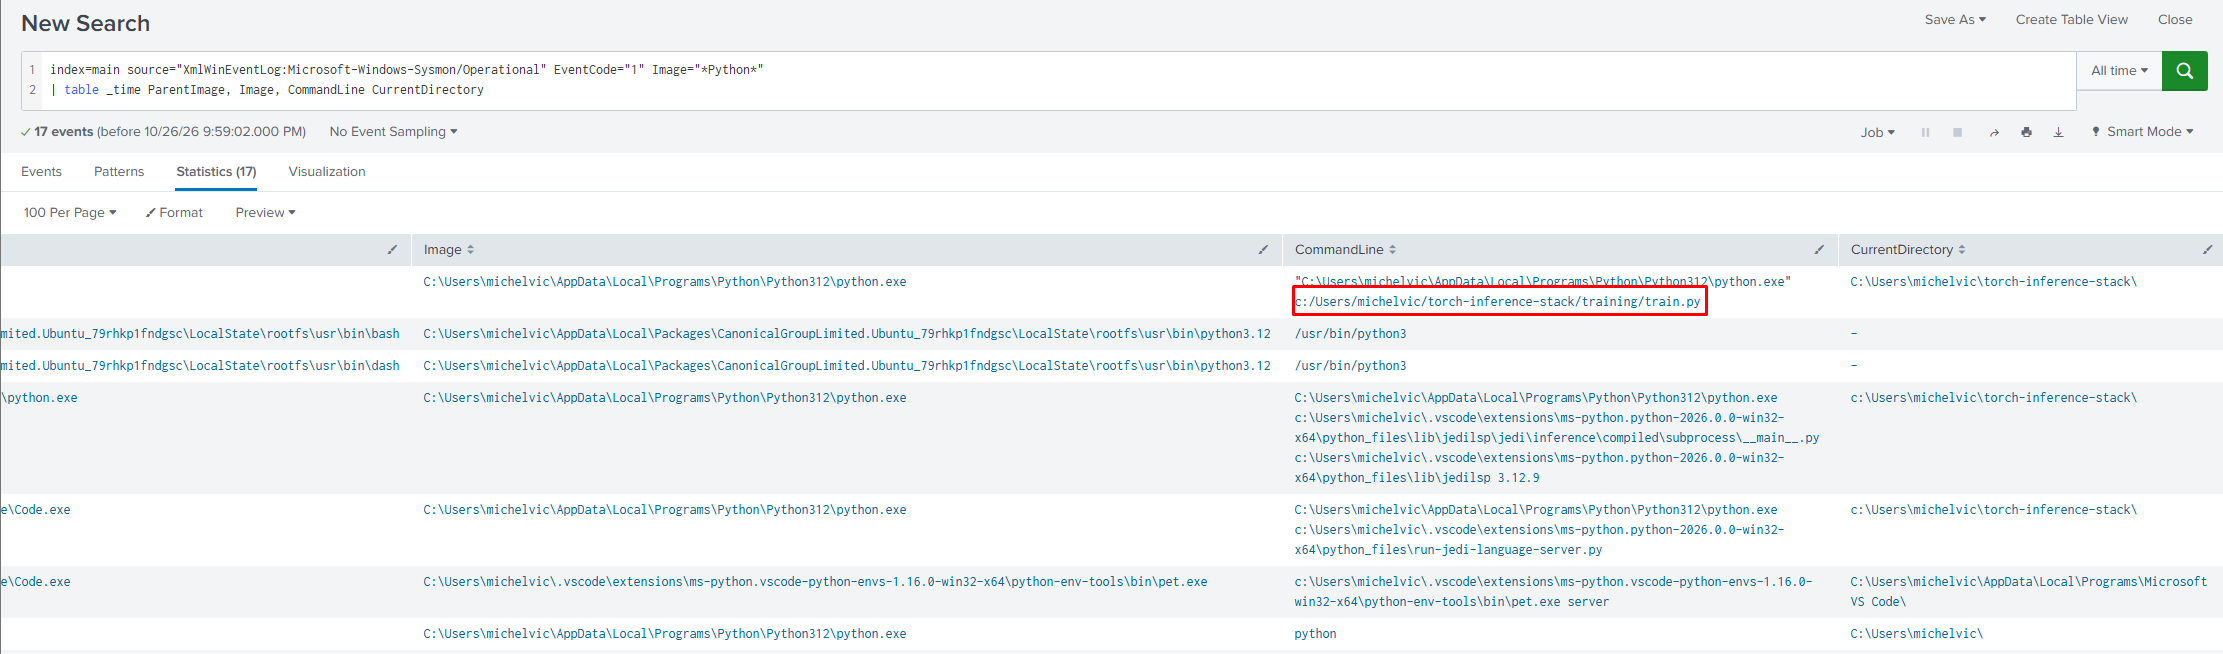 New Search
Save As ▾ Create Table View Close
1 index=main source="XmlWinEventLog:Microsoft-Windows-Sysmon/Operational" EventCode="1" Image="*Python*"
2 | table _time ParentImage, Image, CommandLine CurrentDirectory
All time ▾
✓ 17 events (before 10/26/26 9:59:02.000 PM) No Event Sampling ▾
Job ▾ Smart Mode ▾
Events Patterns Statistics (17) Visualization
100 Per Page ▾ Format Preview ▾
Image CommandLine CurrentDirectory
C:\Users\michelvic\AppData\Local\Programs\Python\Python312\python.exe "C:\Users\michelvic\AppData\Local\Programs\Python\Python312\python.exe" C:\Users\michelvic\torch-inference-stack\
c:/Users/michelvic/torch-inference-stack/training/train.py
mited.Ubuntu_79rhkp1fndgsc\LocalState\rootfs\usr\bin\bash C:\Users\michelvic\AppData\Local\Packages\CanonicalGroupLimited.Ubuntu_79rhkp1fndgsc\LocalState\rootfs\usr\bin\python3.12 /usr/bin/python3 -
mited.Ubuntu_79rhkp1fndgsc\LocalState\rootfs\usr\bin\dash C:\Users\michelvic\AppData\Local\Packages\CanonicalGroupLimited.Ubuntu_79rhkp1fndgsc\LocalState\rootfs\usr\bin\python3.12 /usr/bin/python3 -
\python.exe C:\Users\michelvic\AppData\Local\Programs\Python\Python312\python.exe C:\Users\michelvic\AppData\Local\Programs\Python\Python312\python.exe c:\Users\michelvic\torch-inference-stack\
c:\Users\michelvic\.vscode\extensions\ms-python.python-2026.0.0-win32-
x64\python_files\lib\jedilsp\jedi\inference\compiled\subprocess\__main__.py
c:\Users\michelvic\.vscode\extensions\ms-python.python-2026.0.0-win32-
x64\python_files\lib\jedilsp 3.12.9
e\Code.exe C:\Users\michelvic\AppData\Local\Programs\Python\Python312\python.exe C:\Users\michelvic\AppData\Local\Programs\Python\Python312\python.exe c:\Users\michelvic\torch-inference-stack\
c:\Users\michelvic\.vscode\extensions\ms-python.python-2026.0.0-win32-
x64\python_files\run-jedi-language-server.py
e\Code.exe C:\Users\michelvic\.vscode\extensions\ms-python.vscode-python-envs-1.16.0-win32-x64\python-env-tools\bin\pet.exe c:\Users\michelvic\.vscode\extensions\ms-python.vscode-python-envs-1.16.0- C:\Users\michelvic\AppData\Local\Programs\Microsoft
win32-x64\python-env-tools\bin\pet.exe server VS Code\
C:\Users\michelvic\AppData\Local\Programs\Python\Python312\python.exe python C:\Users\michelvic\